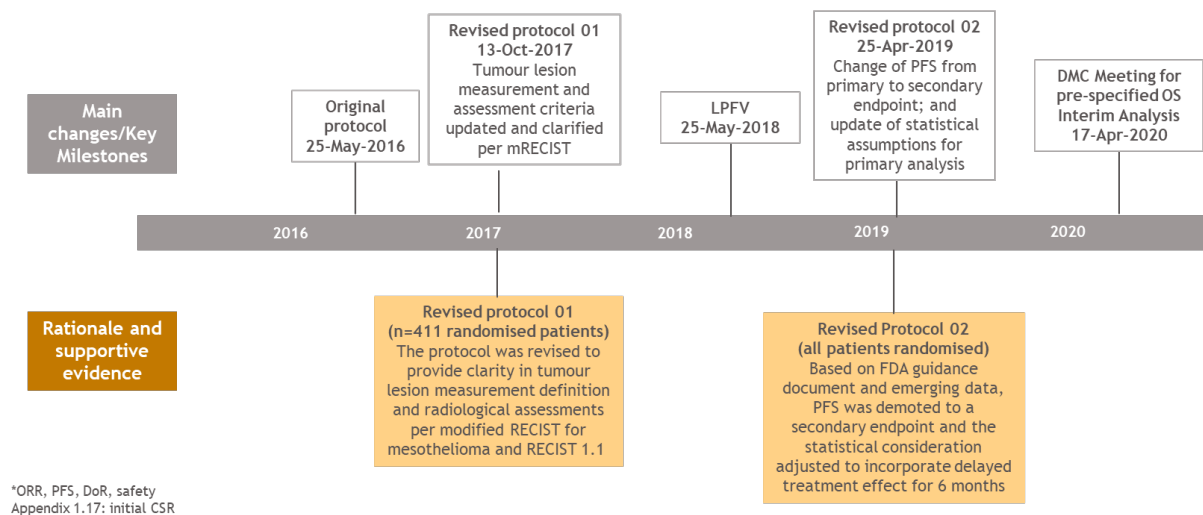 Main
changes/Key
Milestones
Original
protocol
25-May-2016
Revised protocol 01
13-Oct-2017
Tumour lesion
measurement and
assessment criteria
updated and clarified
per mRECIST
LPFV
25-May-2018
Revised protocol 02
25-Apr-2019
Change of PFS from
primary to secondary
endpoint; and
update of statistical
assumptions for
primary analysis
DMC Meeting for
pre-specified OS
Interim Analysis
17-Apr-2020
2016
2017
2018
2019
2020
Rationale and
supportive
evidence
Revised protocol 01
(n=411 randomised patients)
The protocol was revised to
provide clarity in tumour
lesion measurement definition
and radiological assessments
per modified RECIST for
mesothelioma and RECIST 1.1
Revised Protocol 02
(all patients randomised)
Based on FDA guidance
document and emerging data,
PFS was demoted to a
secondary endpoint and the
statistical consideration
adjusted to incorporate delayed
treatment effect for 6 months
*ORR, PFS, DoR, safety
Appendix 1.17: initial CSR